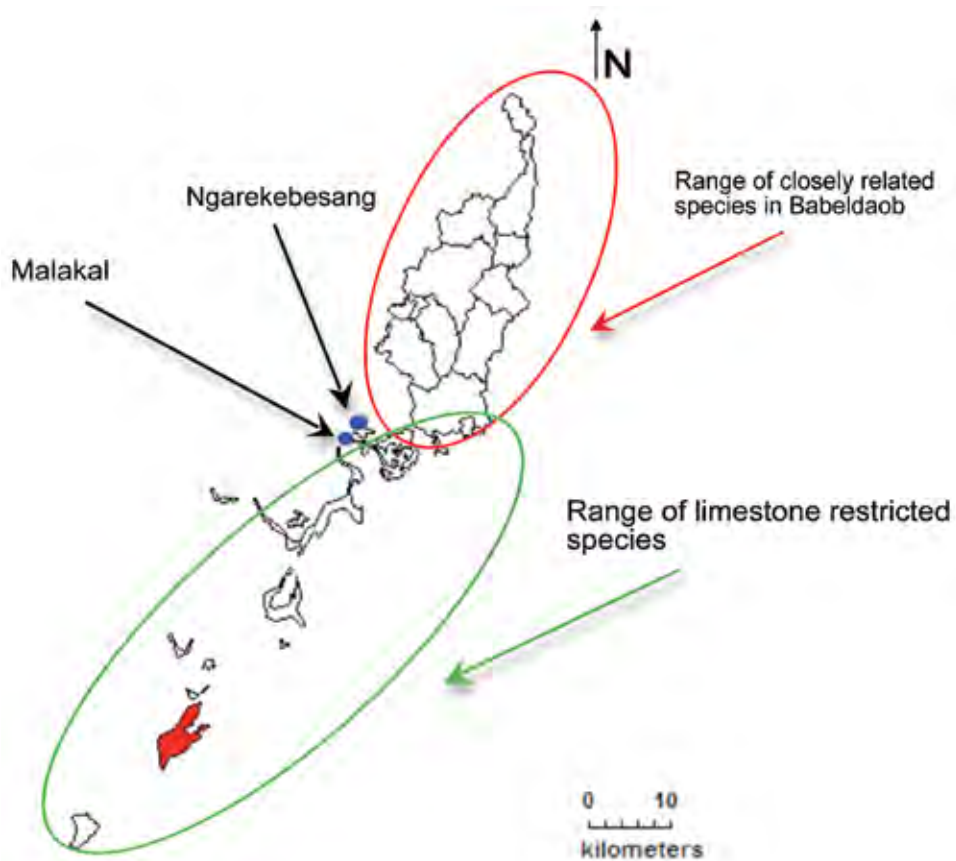 N
Ngarekebesang
Range of closely related
species in Babeldaob
Malakal
Range of limestone restricted
species
0 10
kilometers